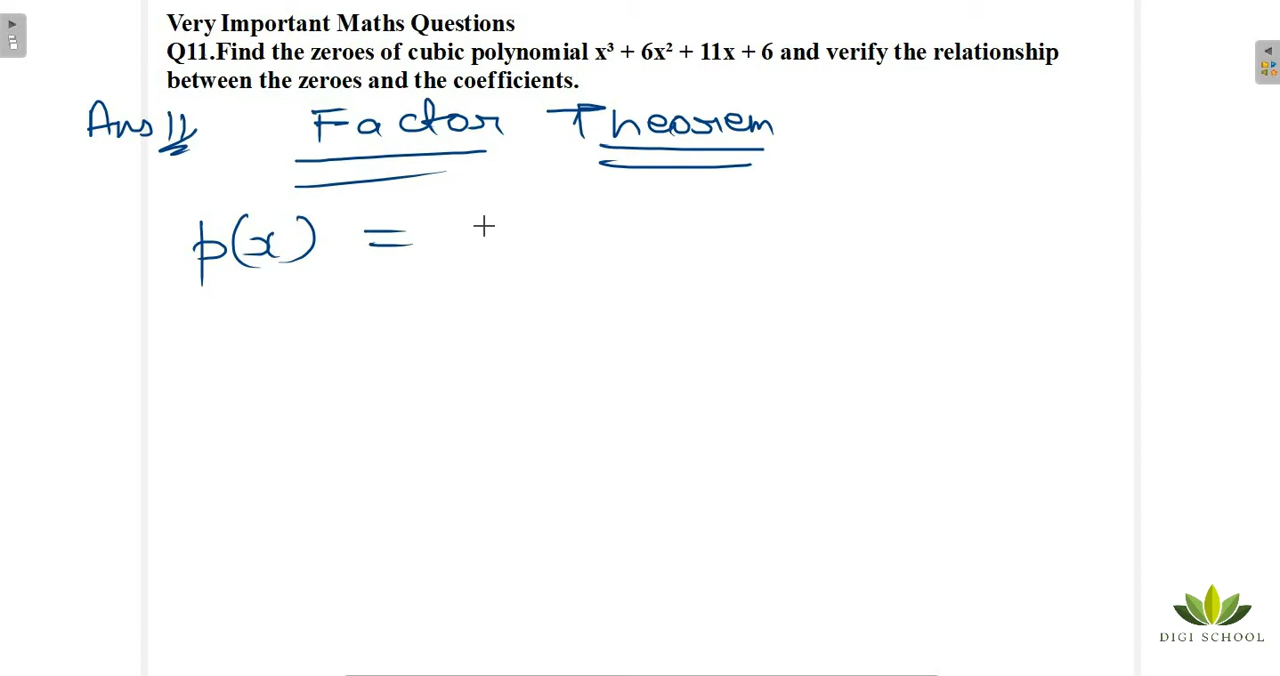 Very Important Maths Questions
Q11.Find the zeroes of cubic polynomial x³ + 6x² + 11x + 6 and verify the relationship
between the zeroes and the coefficients.
Ans 11 Factor Theorem
p(x) =
DIGI SCHOOL